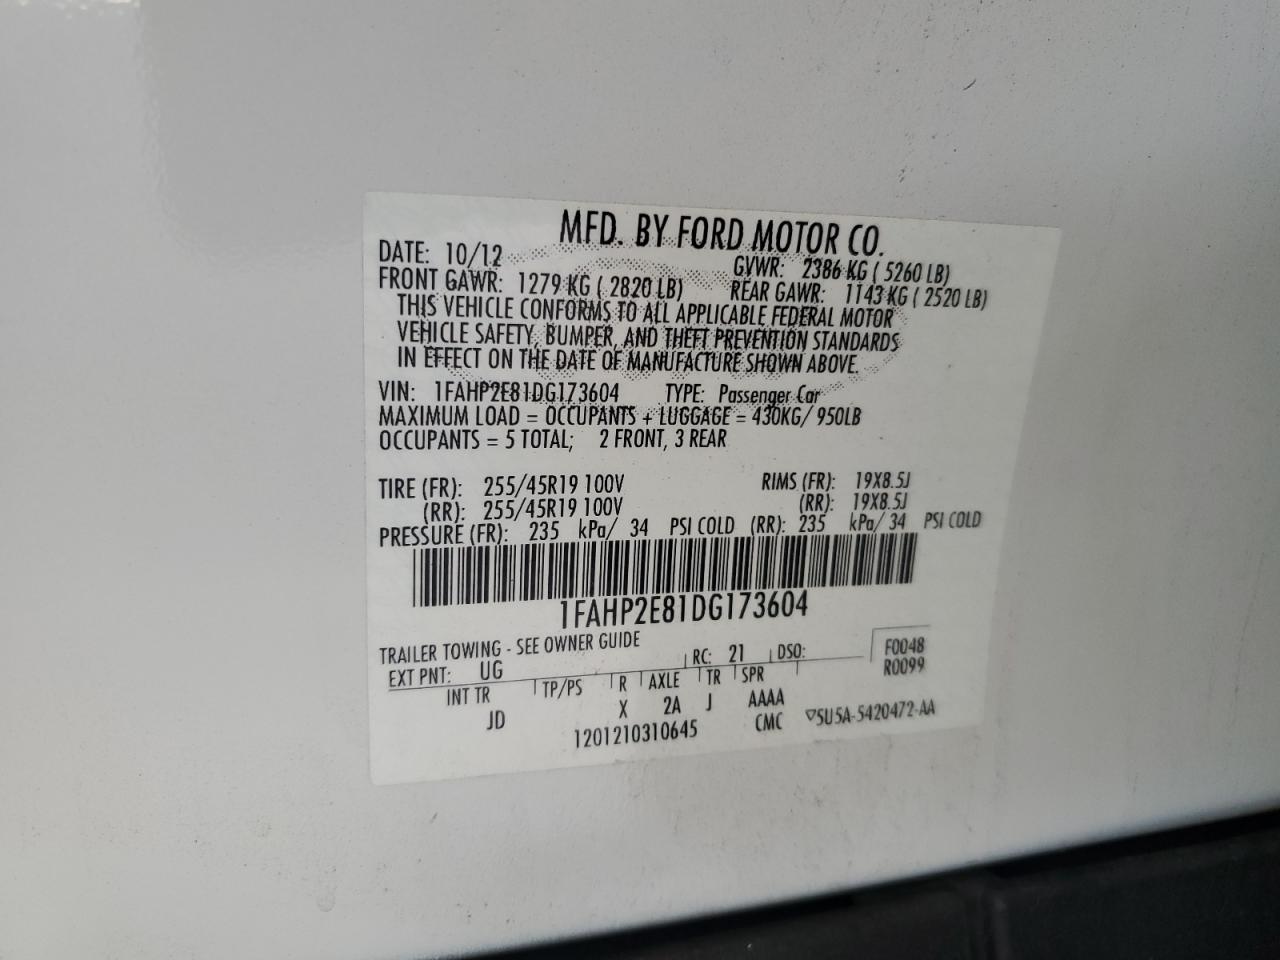 MFD. BY FORD MOTOR CO.
DATE: 10/12 GVWR: 2386 KG ( 5260 LB)
FRONT GAWR: 1279 KG ( 2820 LB) REAR GAWR: 1143 KG ( 2520 LB)
THIS VEHICLE CONFORMS TO ALL APPLICABLE FEDERAL MOTOR
VEHICLE SAFETY, BUMPER, AND THEFT PREVENTION STANDARDS
IN EFFECT ON THE DATE OF MANUFACTURE SHOWN ABOVE.
VIN: 1FAHP2E81DG173604 TYPE: Passenger Car
MAXIMUM LOAD = OCCUPANTS + LUGGAGE = 430KG/ 950LB
OCCUPANTS = 5 TOTAL; 2 FRONT, 3 REAR
TIRE (FR): 255/45R19 100V RIMS (FR): 19X8.5J
(RR): 255/45R19 100V (RR): 19X8.5J
PRESSURE (FR): 235 kPa/ 34 PSI COLD (RR): 235 kPa/ 34 PSI COLD
1FAHP2E81DG173604
TRAILER TOWING - SEE OWNER GUIDE
EXT PNT: UG RC: 21 DSO: F0048
R0099
INT TR TP/PS R AXLE TR SPR
JD X 2A J AAAA
1201210310645 CMC ▽5U5A-5420472-AA